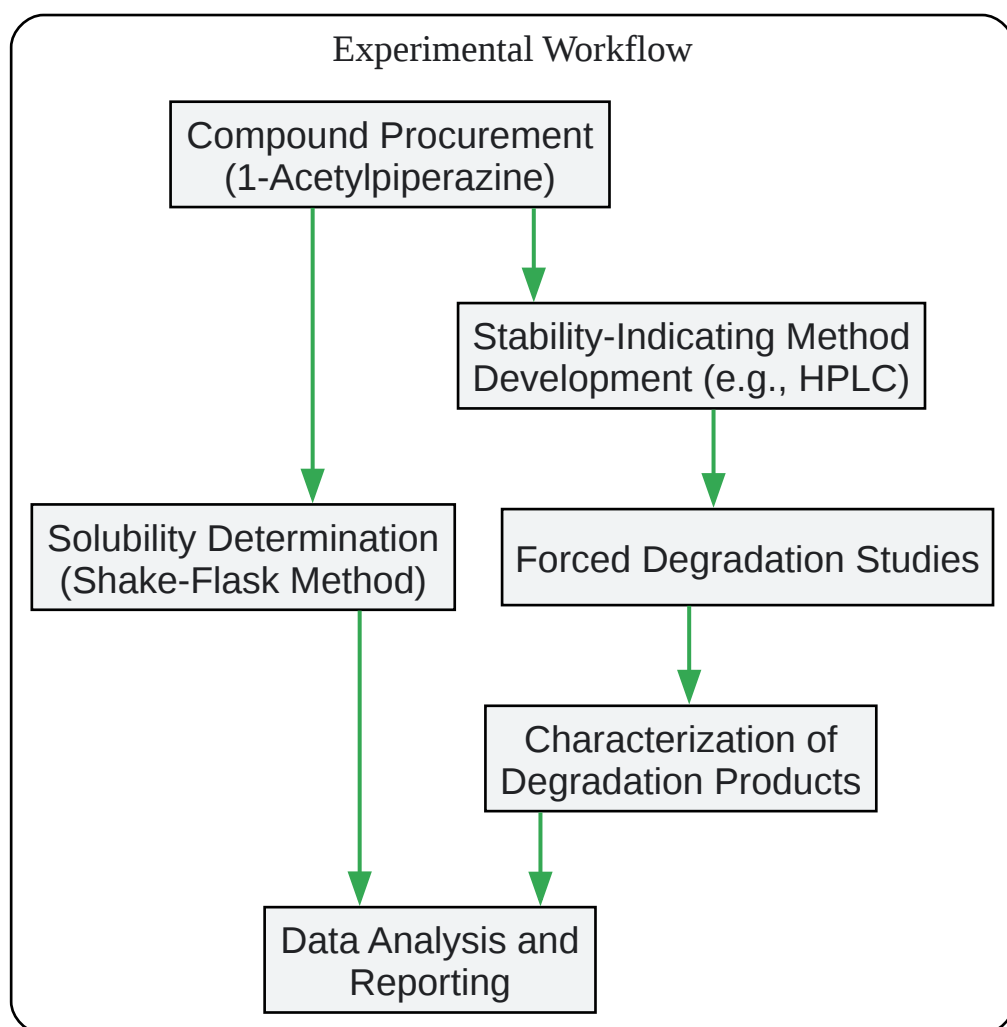 Experimental Workflow
Compound Procurement
(1-Acetylpiperazine)
Stability-Indicating Method
Development (e.g., HPLC)
Solubility Determination
(Shake-Flask Method)
Forced Degradation Studies
Characterization of
Degradation Products
Data Analysis and
Reporting